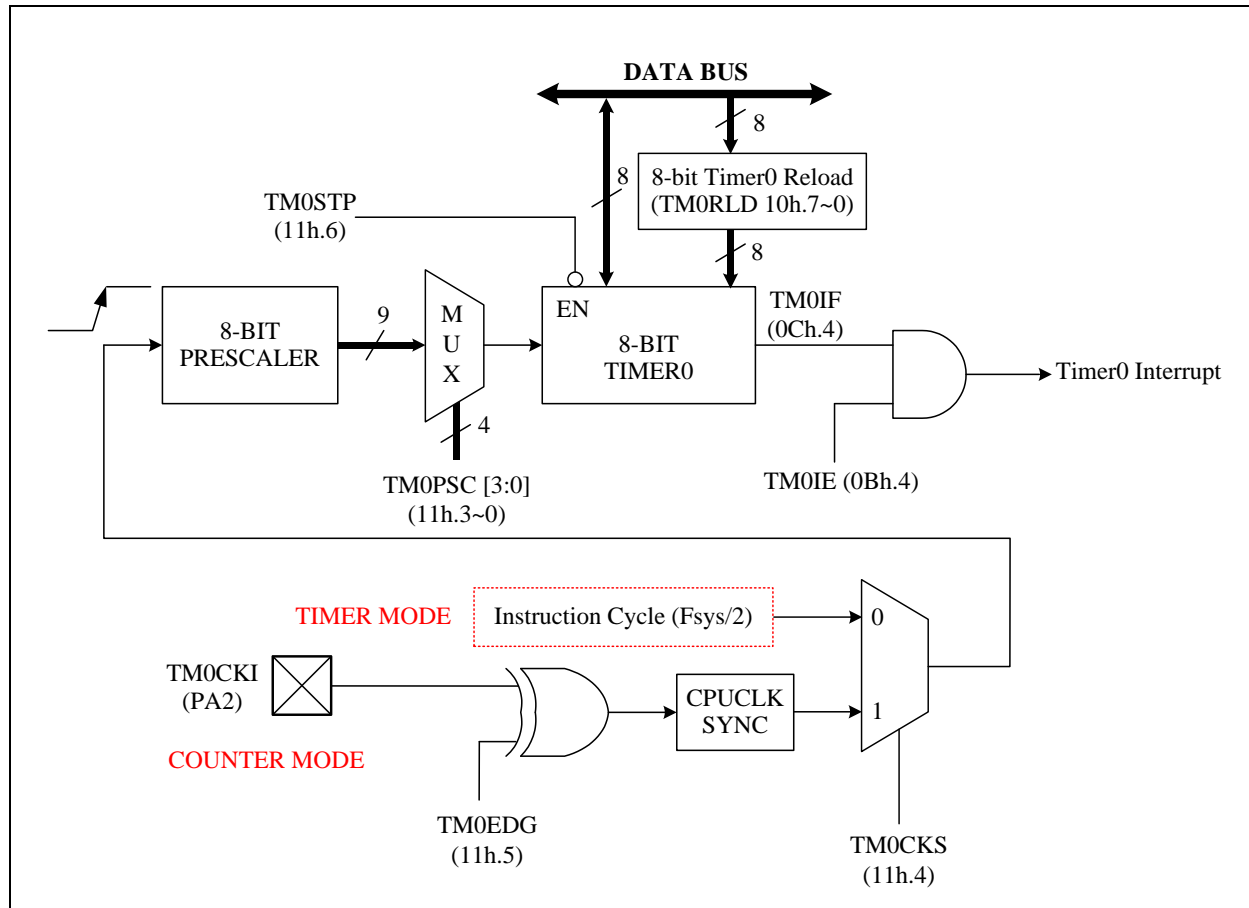 DATA BUS
8
8-bit Timer0 Reload
(TM0RLD 10h.7~0)
8
8
TM0STP
(11h.6)
8-BIT
PRESCALER
9
M
U
X
4
TM0PSC [3:0]
(11h.3~0)
EN
8-BIT
TIMER0
TM0IF
(0Ch.4)
Timer0 Interrupt
TM0IE (0Bh.4)
TIMER MODE
Instruction Cycle (Fsys/2)
0
TM0CKI
(PA2)
CPUCLK
SYNC
1
COUNTER MODE
TM0EDG
(11h.5)
TM0CKS
(11h.4)